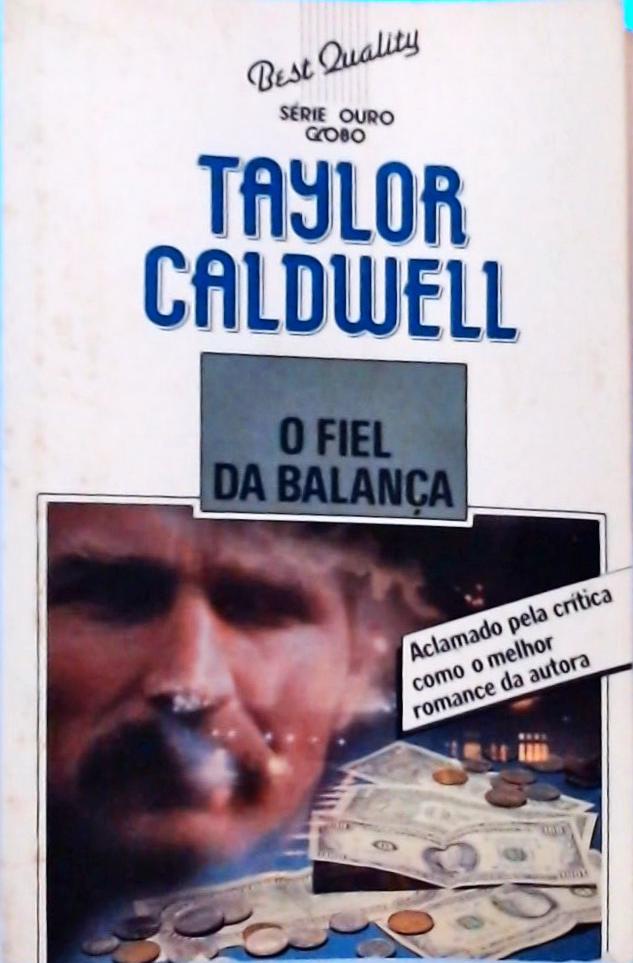 Best Quality
SÉRIE OURO
GLOBO
TAYLOR
CALDWELL
O FIEL
DA BALANÇA
Aclamado pela crítica
como o melhor
romance da autora